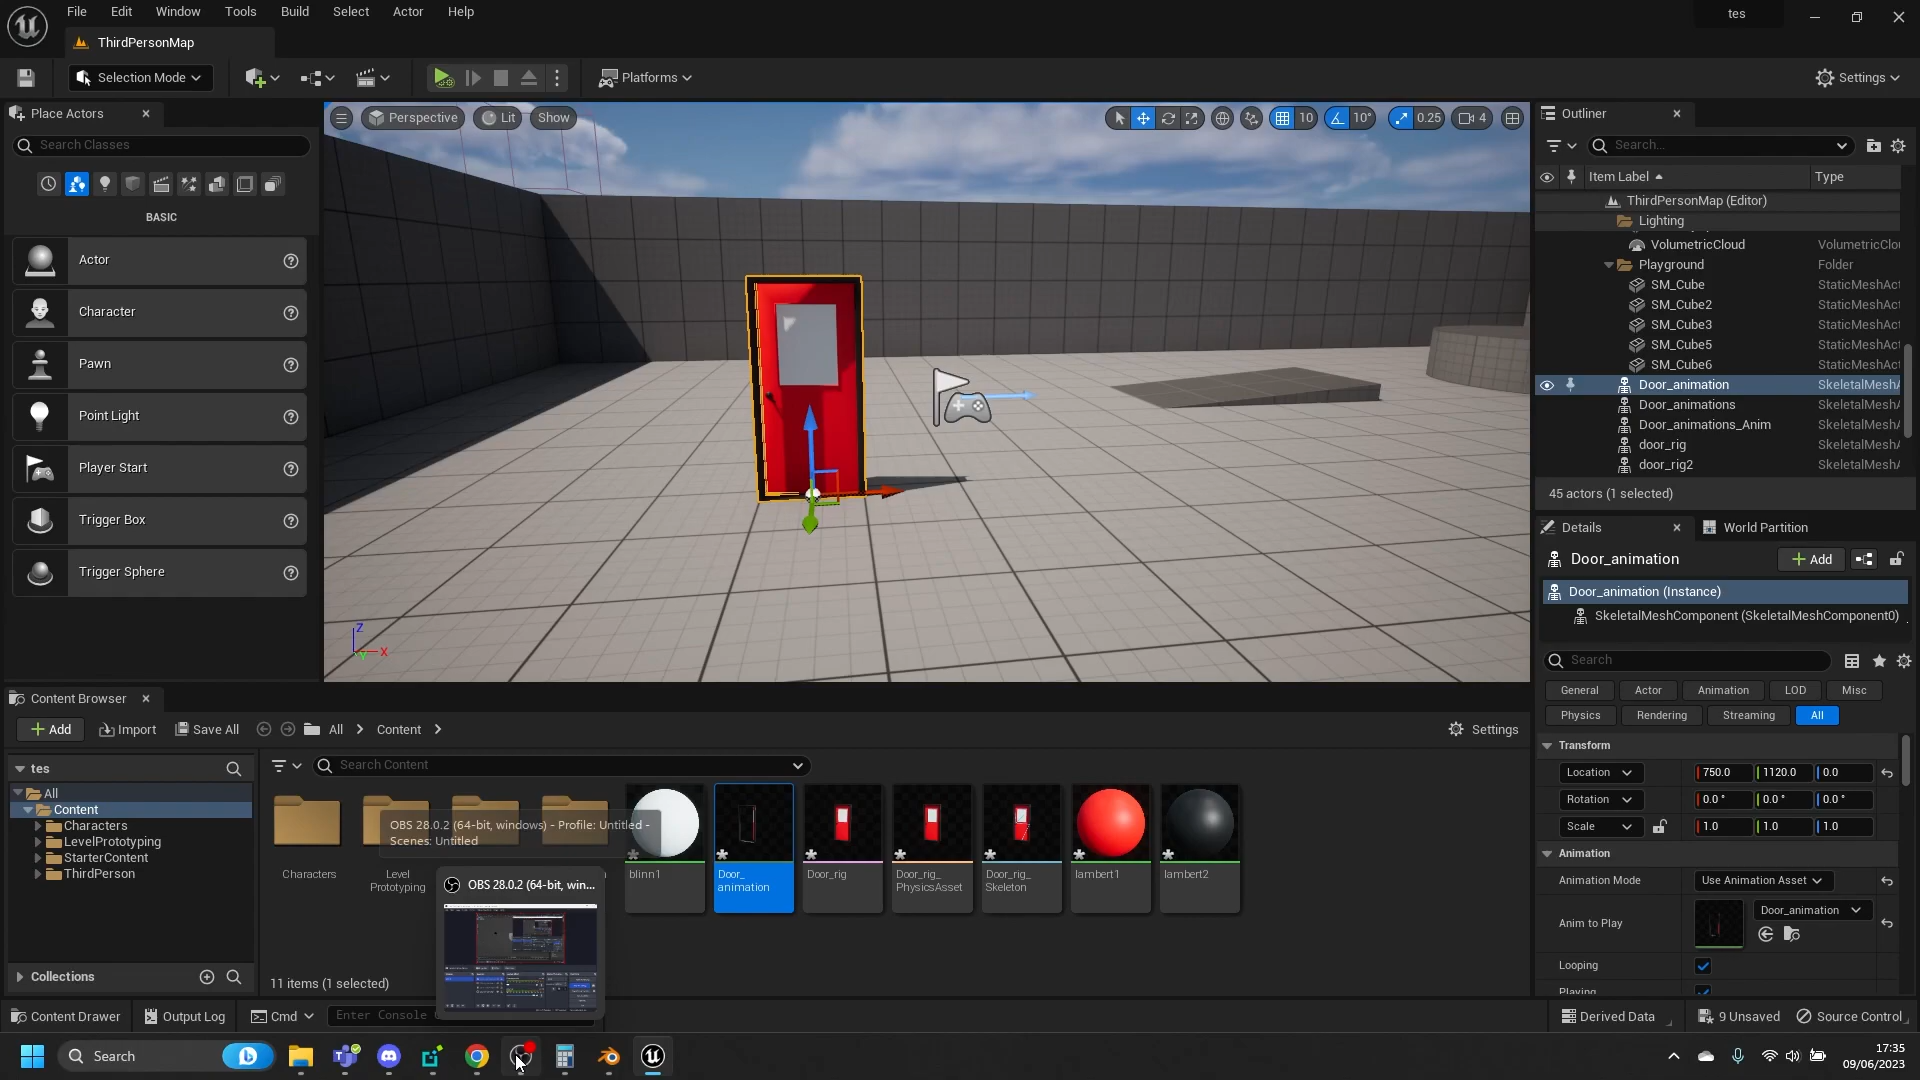 File Edit Window Tools Build Select Actor Help
tes
ThirdPersonMap
Selection Mode
Platforms
Settings
Place Actors
Search Classes
BASIC
Actor
Character
Pawn
Point Light
Player Start
Trigger Box
Trigger Sphere
Perspective
Lit
Show
10
10°
0.25
4
Z
X
Y
Outliner
Search...
Item Label
Type
ThirdPersonMap (Editor)
Lighting
VolumetricCloud VolumetricClou
Playground Folder
SM_Cube StaticMeshAct
SM_Cube2 StaticMeshAct
SM_Cube3 StaticMeshAct
SM_Cube5 StaticMeshAct
SM_Cube6 StaticMeshAct
Door_animation SkeletalMeshA
Door_animations SkeletalMeshA
Door_animations_Anim SkeletalMeshA
door_rig SkeletalMeshA
door_rig2 SkeletalMeshA
45 actors (1 selected)
Details
World Partition
Door_animation
Add
Door_animation (Instance)
SkeletalMeshComponent (SkeletalMeshComponent0)
Search
General Actor Animation LOD Misc
Physics Rendering Streaming All
Transform
Location 750.0 1120.0 0.0
Rotation 0.0 ° 0.0 ° 0.0 °
Scale 1.0 1.0 1.0
Animation
Animation Mode Use Animation Asset
Anim to Play Door_animation
Looping
Playing
Content Browser
Add Import Save All All Content
Settings
tes
All
Content
Characters
LevelPrototyping
StarterContent
ThirdPerson
Collections
Search Content
Characters
Level
Prototyping
blinn1
Door_
animation
Door_rig
Door_rig_
PhysicsAsset
Door_rig_
Skeleton
lambert1
lambert2
OBS 28.0.2 (64-bit, windows) - Profile: Untitled -
Scenes: Untitled
OBS 28.0.2 (64-bit, win...
11 items (1 selected)
Content Drawer
Output Log
Cmd
Enter Console
Derived Data
9 Unsaved
Source Control
Search
17:35
09/06/2023